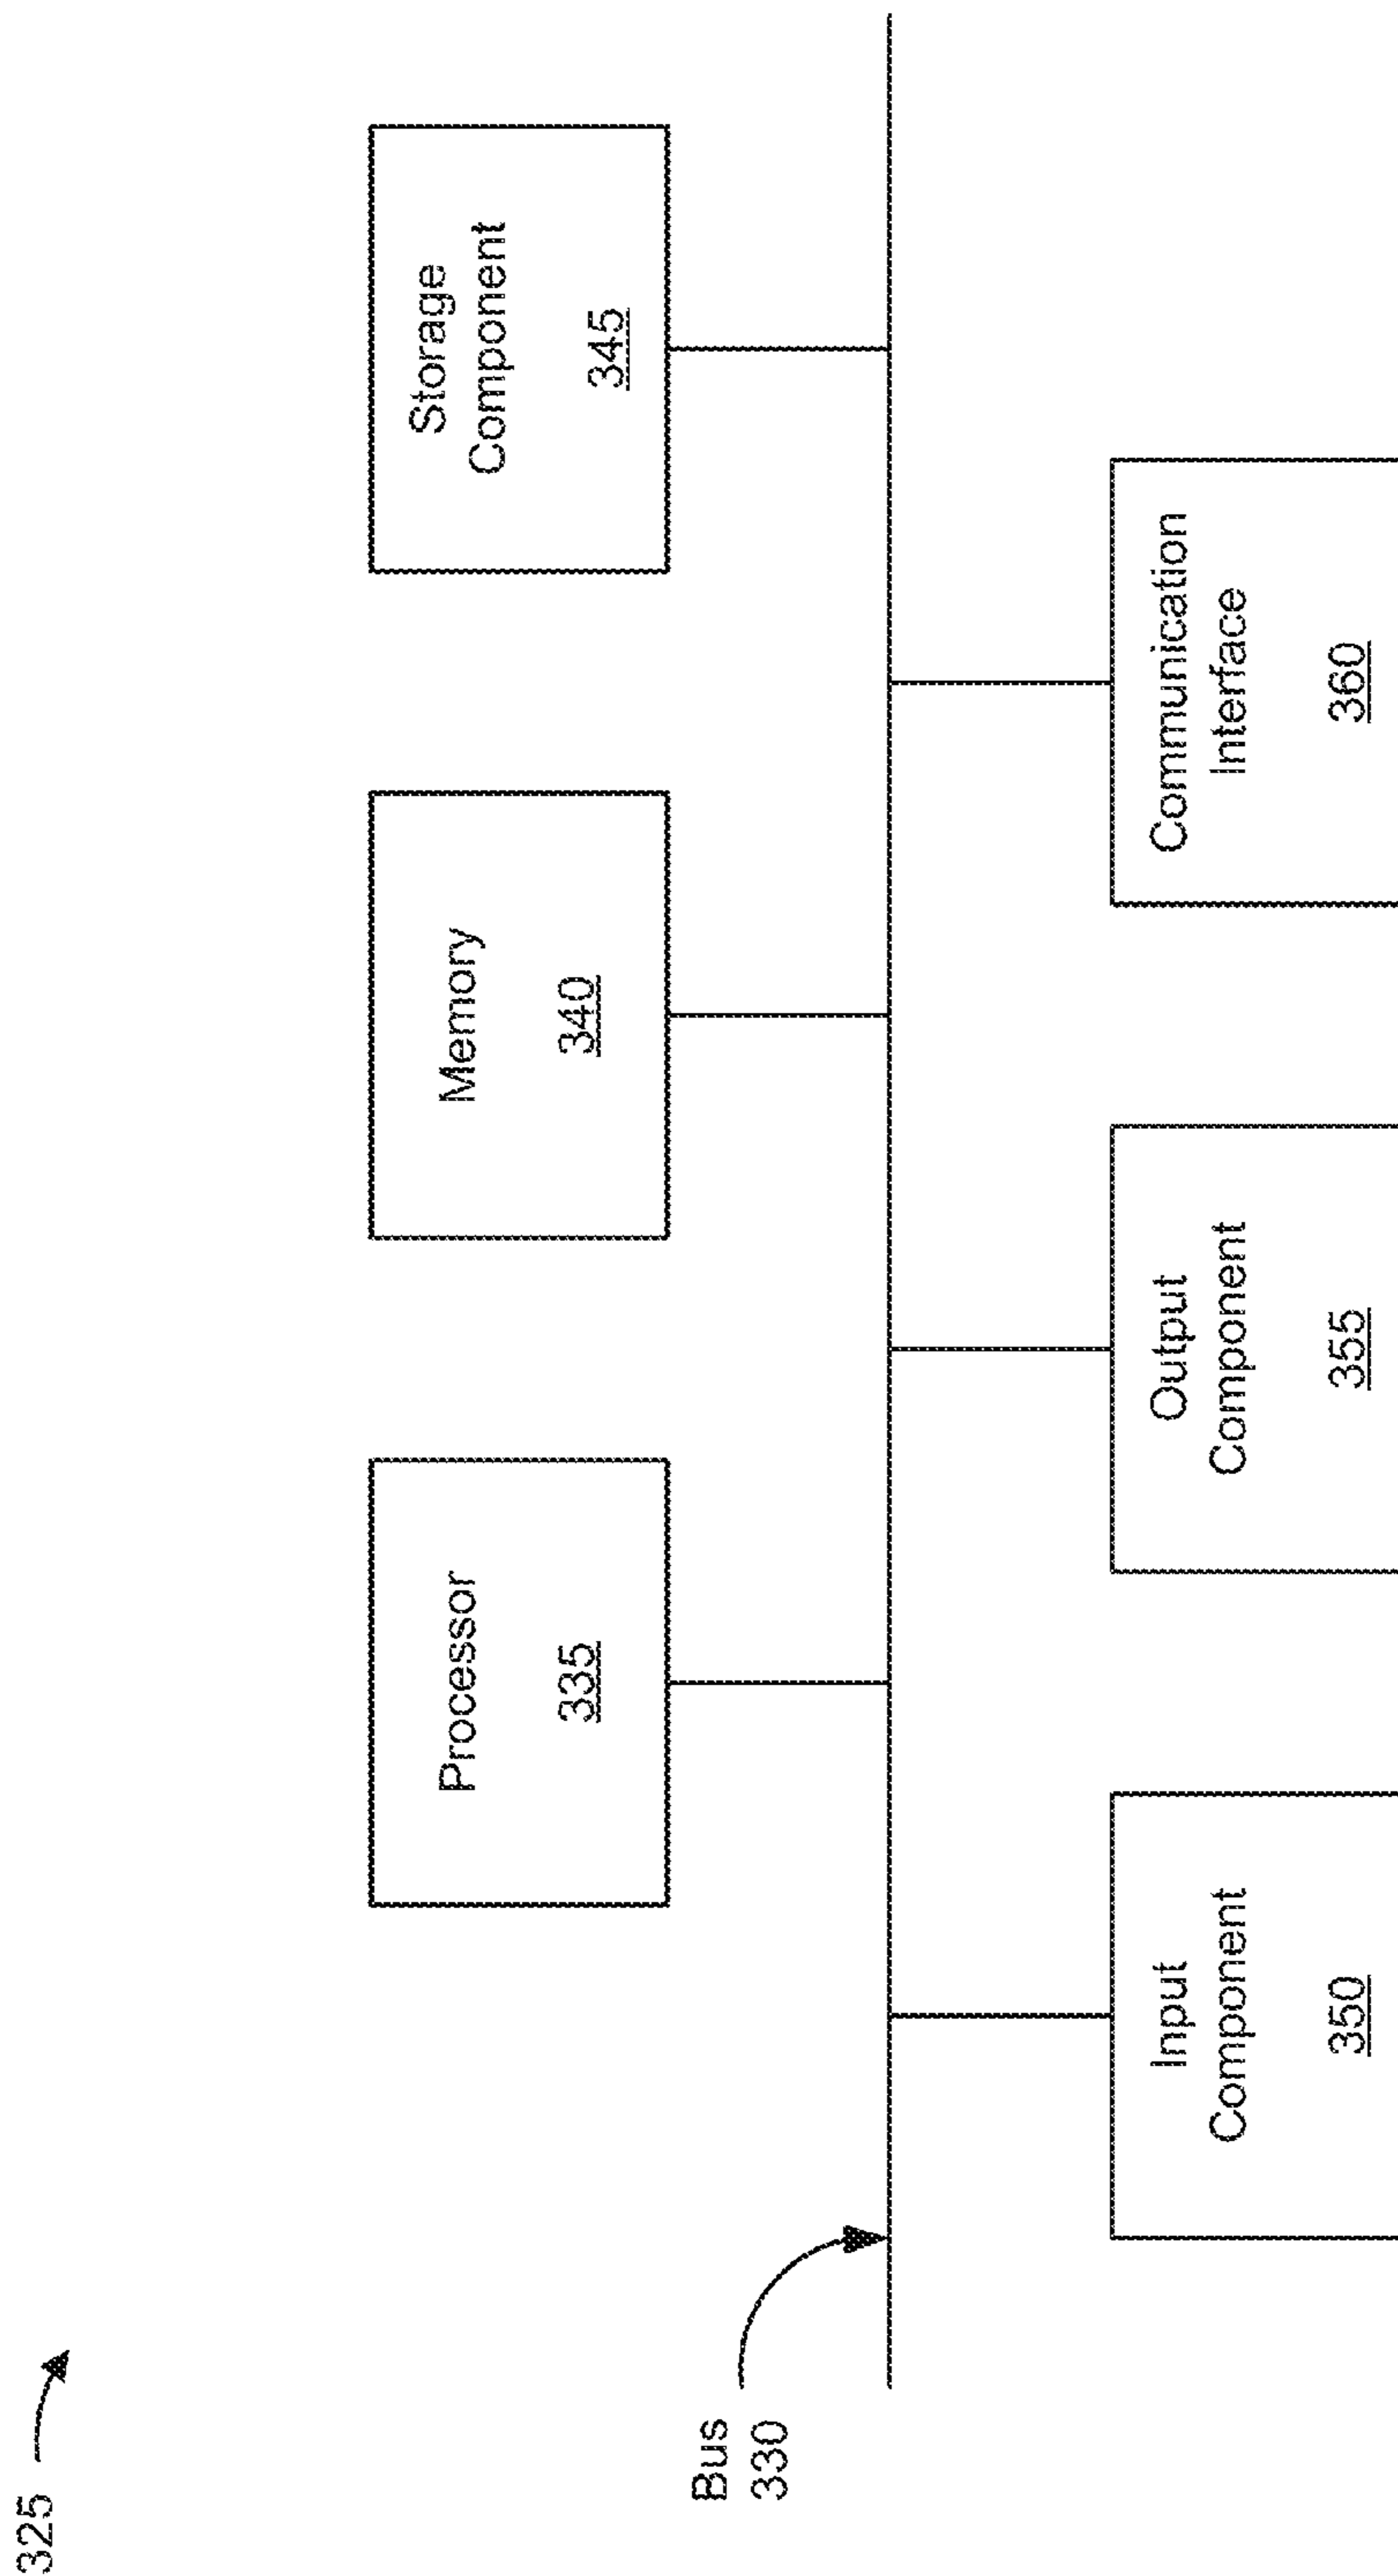 325
Bus
330
Processor
335
Memory
340
Storage
Component
345
Input
Component
350
Output
Component
355
Communication
Interface
360